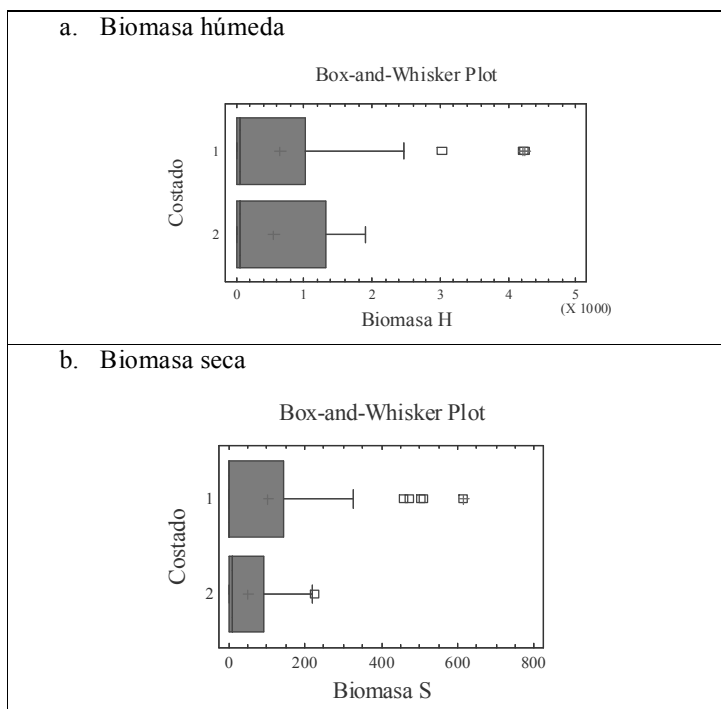 a. Biomasa húmeda
Box-and-Whisker Plot
Costado
1
2
0 1 2 3 4 5
(X 1000)
Biomasa H
b. Biomasa seca
Box-and-Whisker Plot
Costado
1
2
0 200 400 600 800
Biomasa S